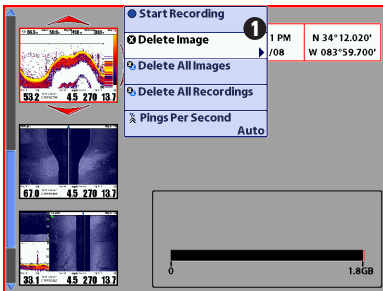 Start Recording
Delete Image
1
Delete All Images
Delete All Recordings
Pings Per Second
Auto
1 PM
/08
N 34°12.020'
W 083°59.700'
53.2
4.5
270
13.7
67.0
4.5
270
13.7
33.1
4.5
270
13.7
0
1.8GB